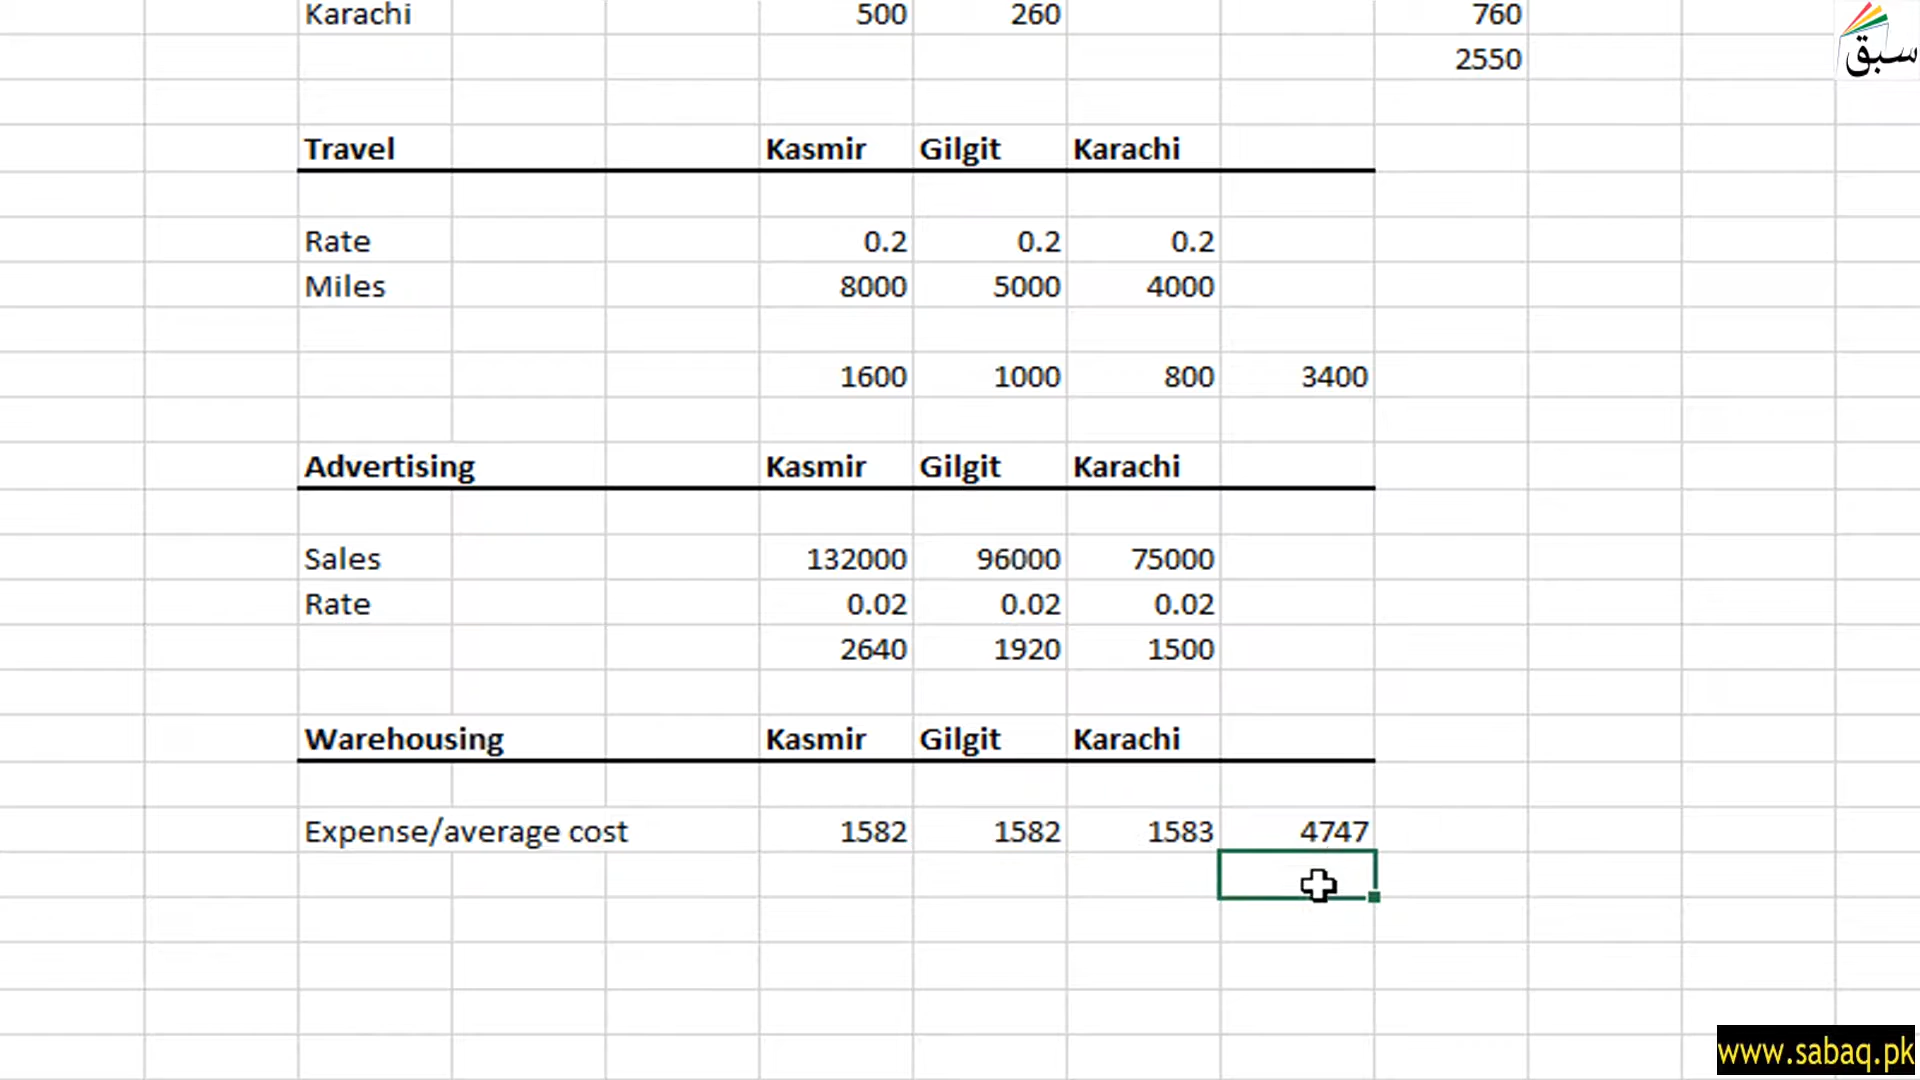 Karachi 500 260 760
2550
سبق
Travel Kasmir Gilgit Karachi
Rate 0.2 0.2 0.2
Miles 8000 5000 4000
1600 1000 800 3400
Advertising Kasmir Gilgit Karachi
Sales 132000 96000 75000
Rate 0.02 0.02 0.02
2640 1920 1500
Warehousing Kasmir Gilgit Karachi
Expense/average cost 1582 1582 1583 4747
www.sabaq.pk